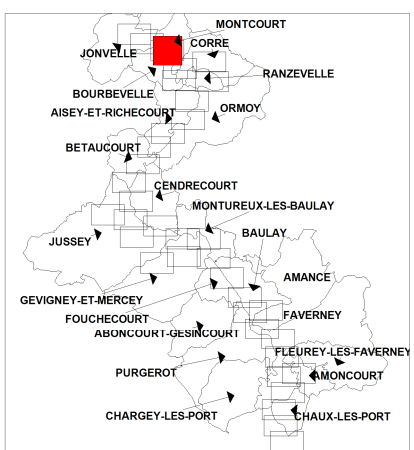 MONTCOURT
CORRE
JONVELLE
RANZEVELLE
BOURBEVELLE
AISEY-ET-RICHECOURT
ORMOY
BETAUCOURT
CENDRECOURT
MONTUREUX-LES-BAULAY
JUSSEY
BAULAY
AMANCE
GEVIGNEY-ET-MERCEY
FOUCHECOURT
FAVERNEY
ABONCOURT-GESINCOURT
FLEUREY-LES-FAVERNEY
PURGEROT
AMONCOURT
CHARGEY-LES-PORT
CHAUX-LES-PORT